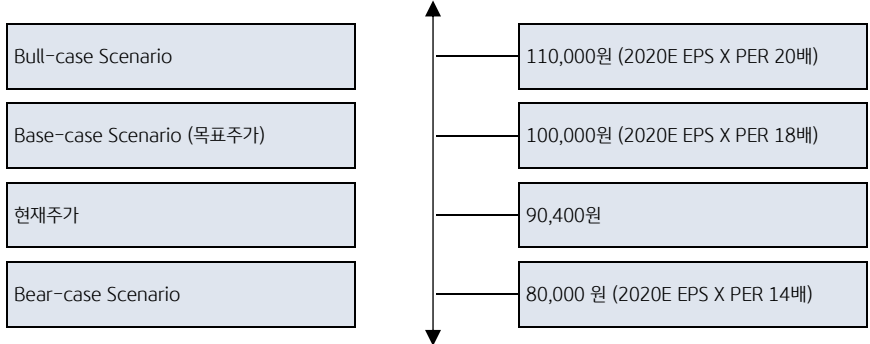 Bull-case Scenario
110,000원 (2020E EPS X PER 20배)
Base-case Scenario (목표주가)
100,000원 (2020E EPS X PER 18배)
현재주가
90,400원
Bear-case Scenario
80,000 원 (2020E EPS X PER 14배)